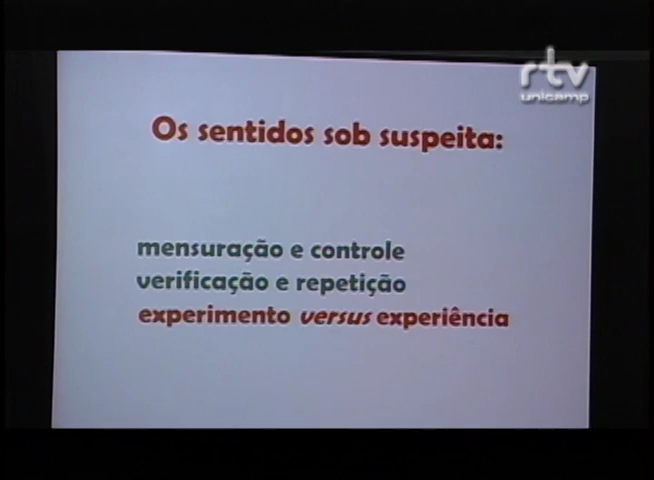 rtv
unicamp
Os sentidos sob suspeita:
mensuração e controle
verificação e repetição
experimento versus experiência